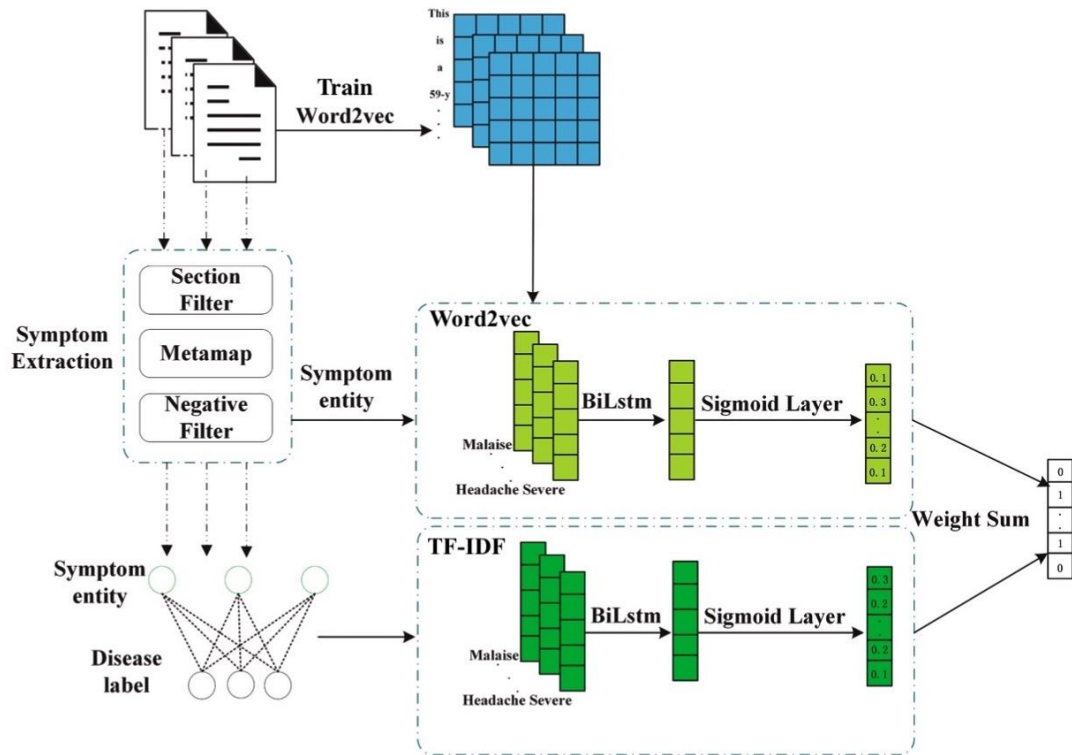 This
is
a
59-y
.
.
.
Train
Word2vec
Section
Filter
Metamap
Negative
Filter
Symptom
Extraction
Symptom
entity
Word2vec
Malaise
.
.
Headache Severe
BiLstm
Sigmoid Layer
0.1
0.3
.
.
0.2
0.1
TF-IDF
Malaise
.
.
Headache Severe
BiLstm
Sigmoid Layer
0.3
0.2
.
.
0.2
0.1
Weight Sum
0
1
.
.
1
0
Symptom
entity
Disease
label